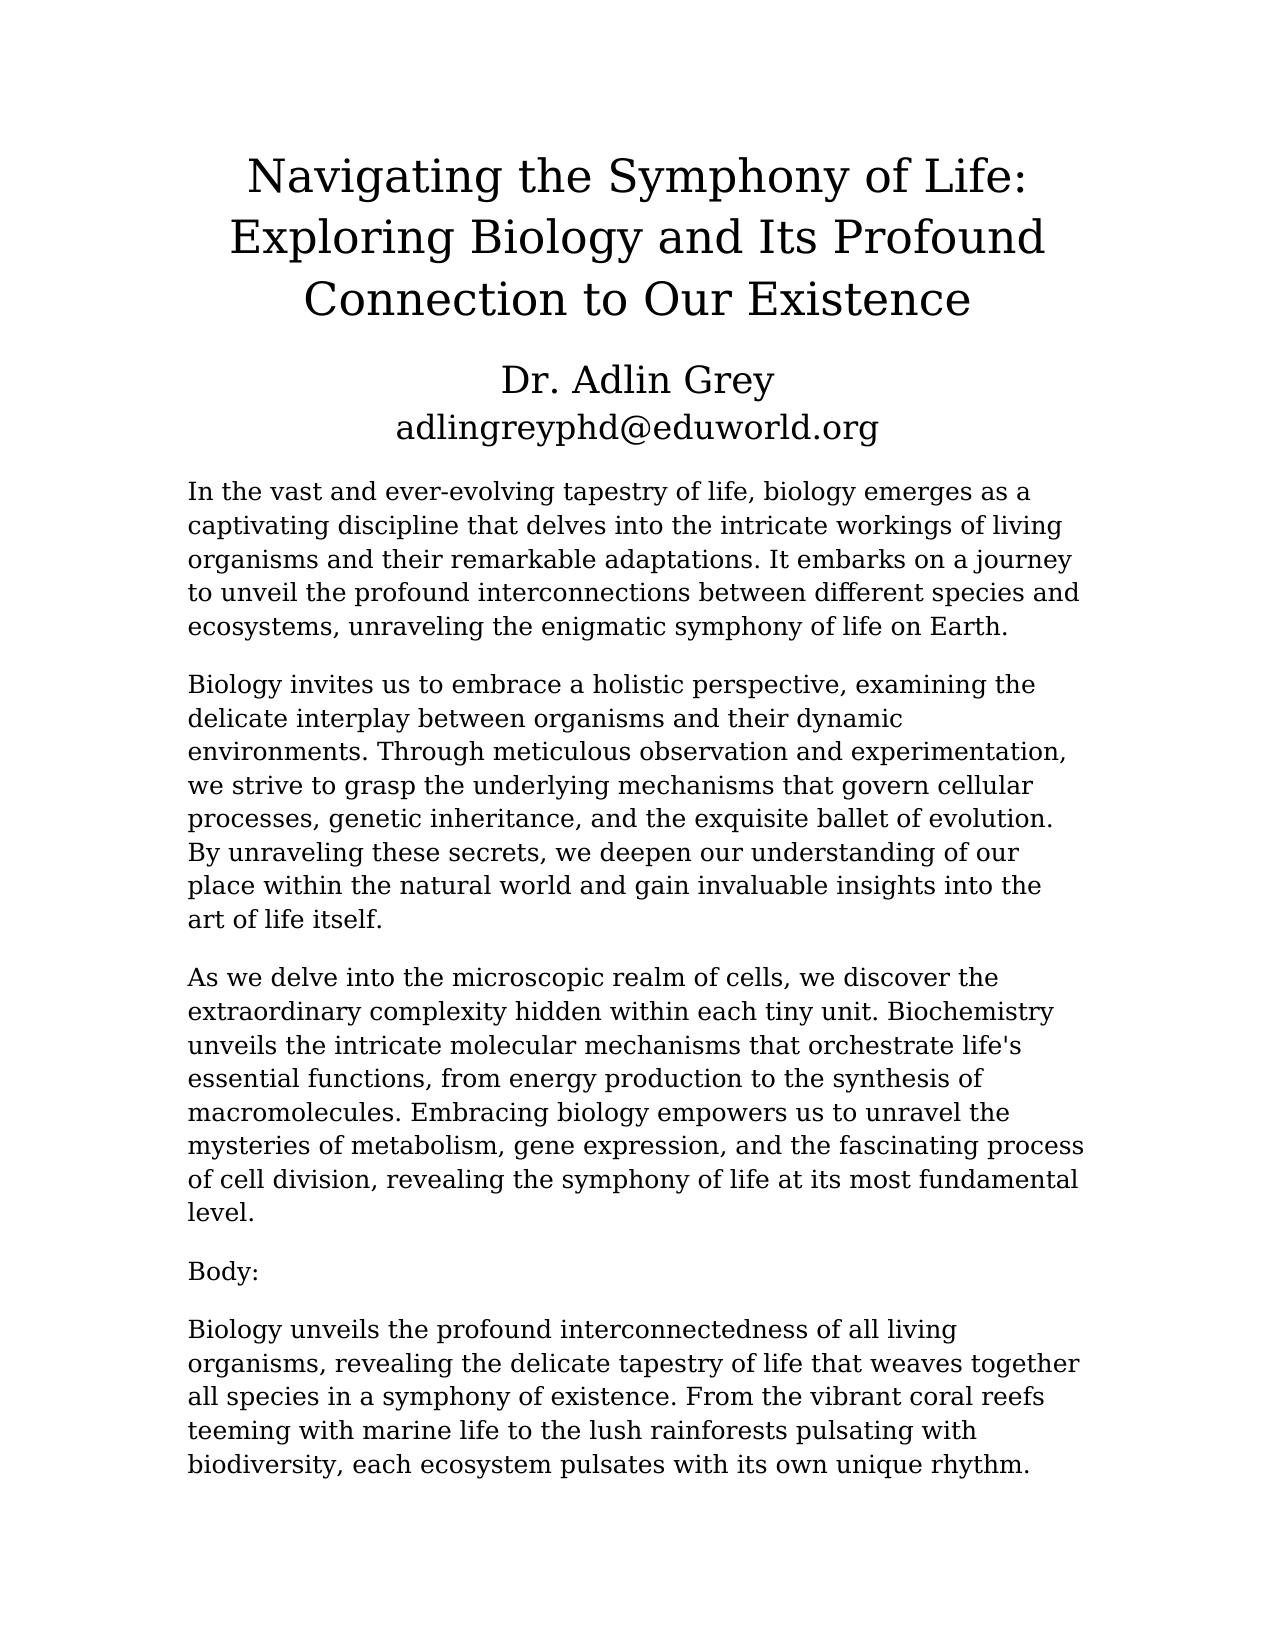 Navigating the Symphony of Life:
Exploring Biology and Its Profound
Connection to Our Existence
Dr. Adlin Grey
adlingreyphd@eduworld.org
In the vast and ever-evolving tapestry of life, biology emerges as a
captivating discipline that delves into the intricate workings of living
organisms and their remarkable adaptations. It embarks on a journey
to unveil the profound interconnections between different species and
ecosystems, unraveling the enigmatic symphony of life on Earth.
Biology invites us to embrace a holistic perspective, examining the
delicate interplay between organisms and their dynamic
environments. Through meticulous observation and experimentation,
we strive to grasp the underlying mechanisms that govern cellular
processes, genetic inheritance, and the exquisite ballet of evolution.
By unraveling these secrets, we deepen our understanding of our
place within the natural world and gain invaluable insights into the
art of life itself.
As we delve into the microscopic realm of cells, we discover the
extraordinary complexity hidden within each tiny unit. Biochemistry
unveils the intricate molecular mechanisms that orchestrate life's
essential functions, from energy production to the synthesis of
macromolecules. Embracing biology empowers us to unravel the
mysteries of metabolism, gene expression, and the fascinating process
of cell division, revealing the symphony of life at its most fundamental
level.
Body:
Biology unveils the profound interconnectedness of all living
organisms, revealing the delicate tapestry of life that weaves together
all species in a symphony of existence. From the vibrant coral reefs
teeming with marine life to the lush rainforests pulsating with
biodiversity, each ecosystem pulsates with its own unique rhythm.